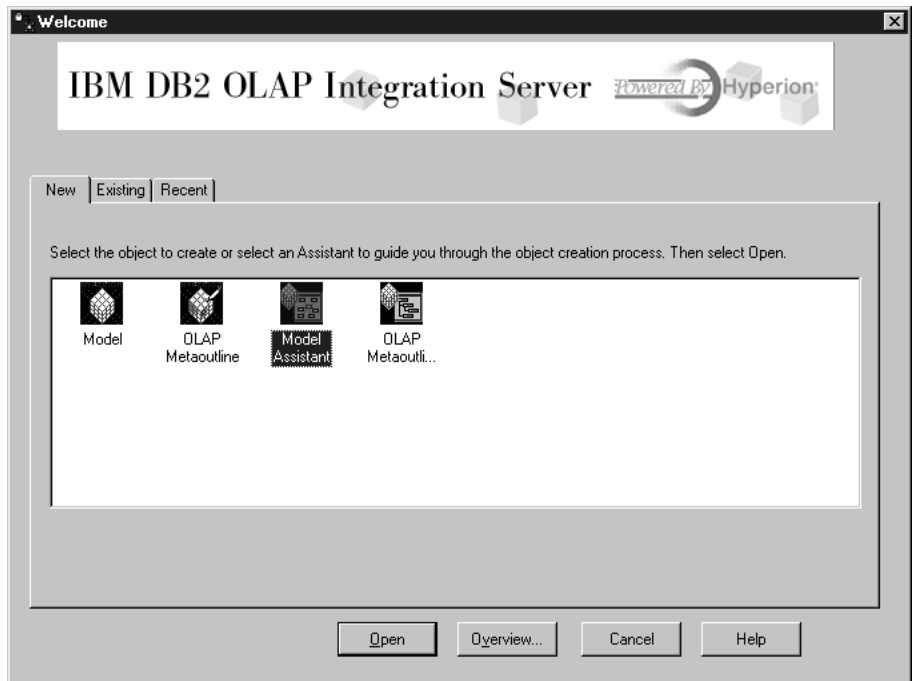 Welcome
IBM DB2 OLAP Integration Server Powered By Hyperion
New Existing Recent
Select the object to create or select an Assistant to guide you through the object creation process. Then select Open.
Model OLAP Model OLAP
Metaoutline Assistant Metaoutli...
Open Overview... Cancel Help